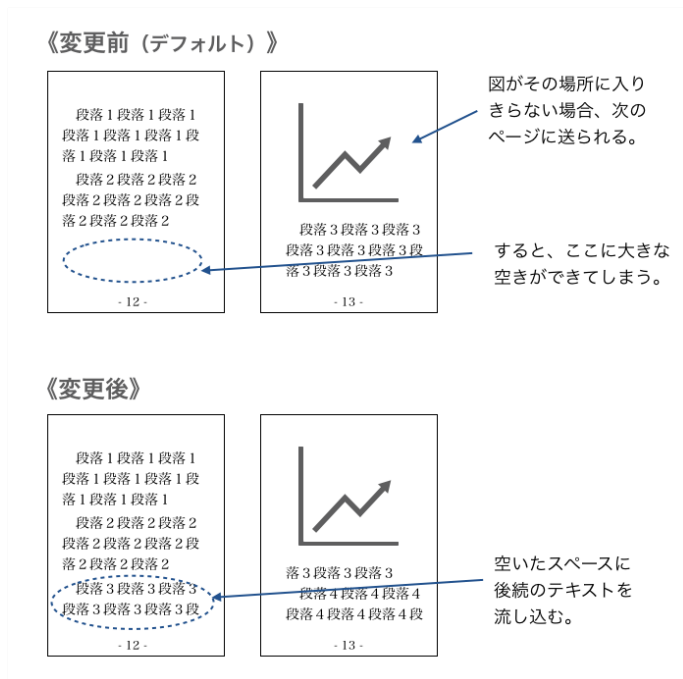 《変更前（デフォルト）》
段落１段落１段落１
段落１段落１段落１段
落１段落１段落１
段落２段落２段落２
段落２段落２段落２段
落２段落２段落２
- 12 -
段落３段落３段落３
段落３段落３段落３段
落３段落３段落３
- 13 -
図がその場所に入り
きらない場合、次の
ページに送られる。
すると、ここに大きな
空きができてしまう。
《変更後》
段落１段落１段落１
段落１段落１段落１段
落１段落１段落１
段落２段落２段落２
段落２段落２段落２段
落２段落２段落２
段落３段落３段落３
段落３段落３段落３段
- 12 -
落３段落３段落３
段落４段落４段落４
段落４段落４段落４段
- 13 -
空いたスペースに
後続のテキストを
流し込む。